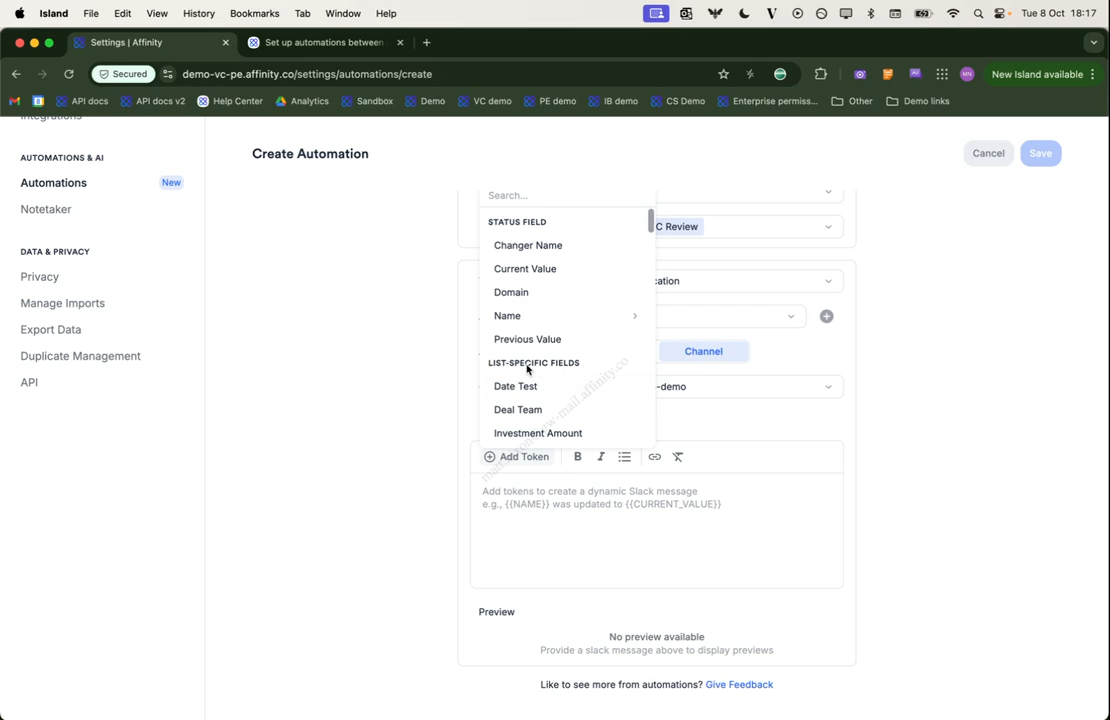 Island File Edit View History Bookmarks Tab Window Help Tue 8 Oct 18:17
Settings | Affinity Set up automations between
Secured demo-vc-pe.affinity.co/settings/automations/create MN New Island available
API docs API docs v2 Help Center Analytics Sandbox Demo VC demo PE demo IB demo CS Demo Enterprise permiss... Other Demo links
Integrations
AUTOMATIONS & AI
Automations New
Notetaker
DATA & PRIVACY
Privacy
Manage Imports
Export Data
Duplicate Management
API
Create Automation
Cancel Save
Search...
STATUS FIELD
Changer Name
C Review
Current Value
cation
Domain
Name
Previous Value
Channel
LIST-SPECIFIC FIELDS
Date Test
-demo
Deal Team
Investment Amount
Add Token B I
Add tokens to create a dynamic Slack message
e.g., {{NAME}} was updated to {{CURRENT_VALUE}}
Preview
No preview available
Provide a slack message above to display previews
Like to see more from automations? Give Feedback